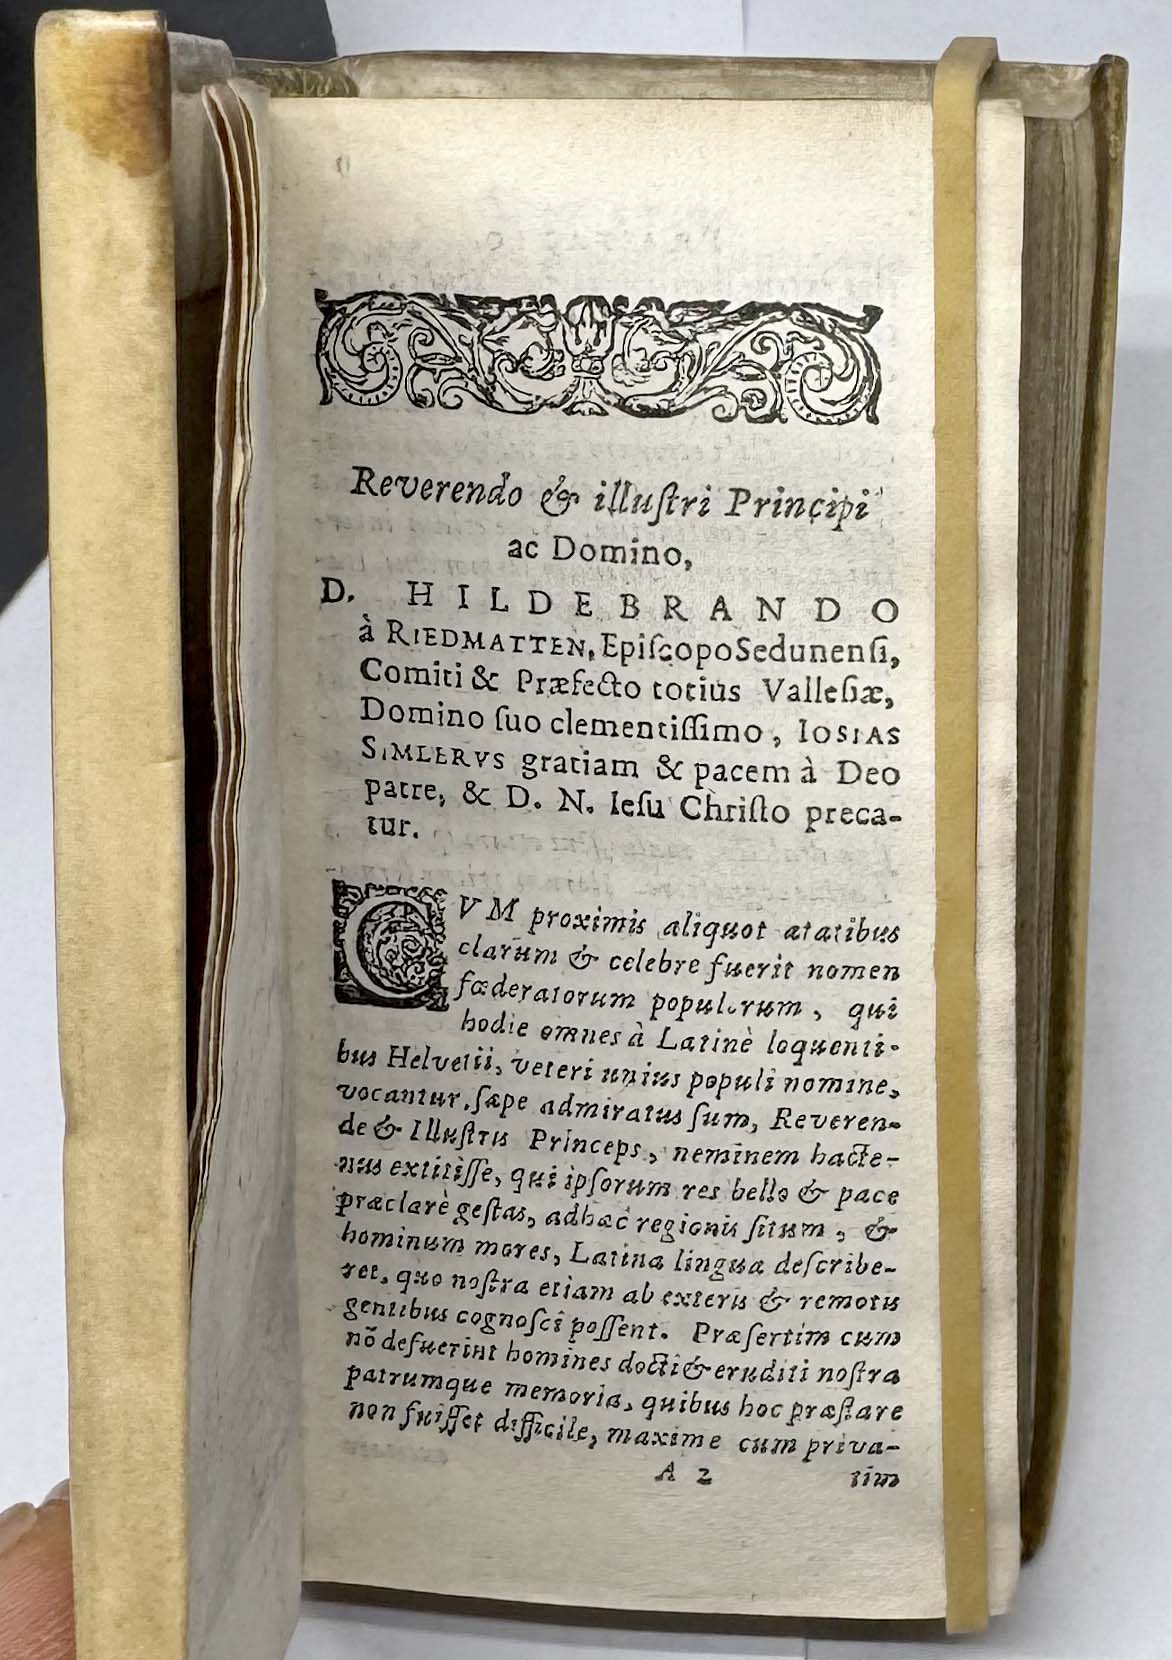 Reverendo & illuſtri Principi
ac Domino,
D. HILDEBRANDO
à RIEDMATTEN, Epiſcopo Sedunenſi,
Comiti & Præfecto totius Valleſiæ,
Domino ſuo clementiſſimo, IOSIAS
SIMLERVS gratiam & pacem à Deo
patre, & D. N. Ieſu Chriſto preca-
tur.
CVM proximis aliquot ætatibus
clarum & celebre fuerit nomen
fœderatorum populorum, qui
hodie omnes à Latinè loquenti-
bus Helvetii, veteri unius populi nomine,
vocantur, ſæpe admiratus ſum, Reveren-
de & Illuſtris Princeps, neminem hacte-
nus extitiſſe, qui ipſorum res bello & pace
præclarè geſtas, adhæc regionis ſitum, &
hominum mores, Latina lingua deſcribe-
ret, quo noſtra etiam ab exteris & remotis
gentibus cognoſci poſſent. Præſertim cum
nõ defuerint homines docti & eruditi noſtra
patrumque memoria, quibus hoc præſtare
non fuiſſet difficile, maxime cum priva-
A 2 tim